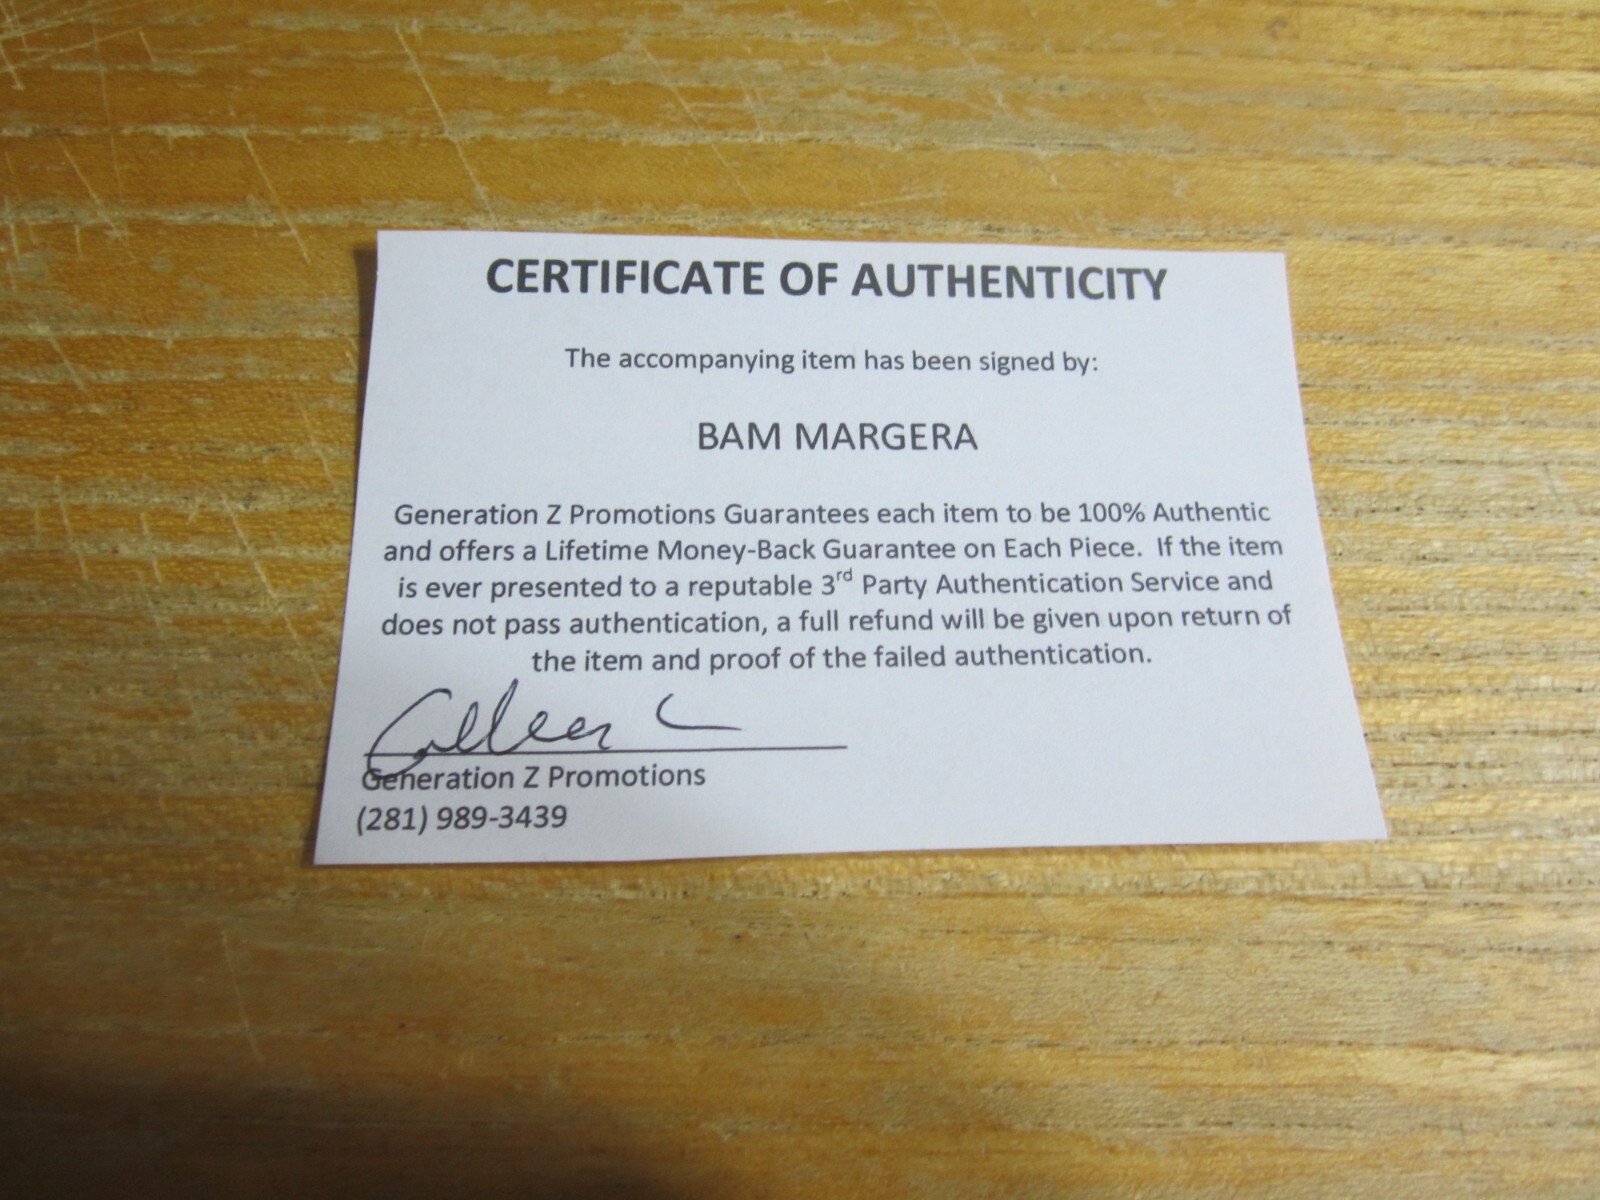 CERTIFICATE OF AUTHENTICITY
The accompanying item has been signed by:
BAM MARGERA
Generation Z Promotions Guarantees each item to be 100% Authentic
and offers a Lifetime Money-Back Guarantee on Each Piece. If the item
is ever presented to a reputable 3rd Party Authentication Service and
does not pass authentication, a full refund will be given upon return of
the item and proof of the failed authentication.
Generation Z Promotions
(281) 989-3439